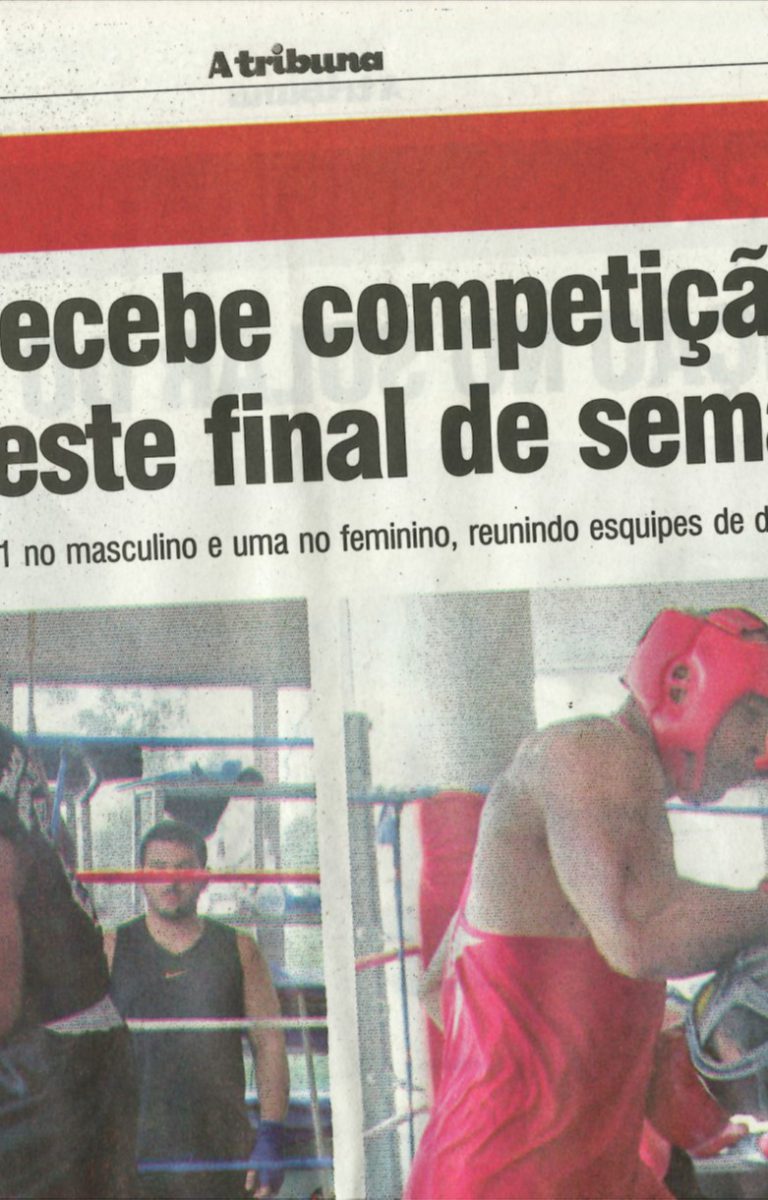 A tribuna
ecebe competiçã
este final de sema
1 no masculino e uma no feminino, reunindo esquipes de d